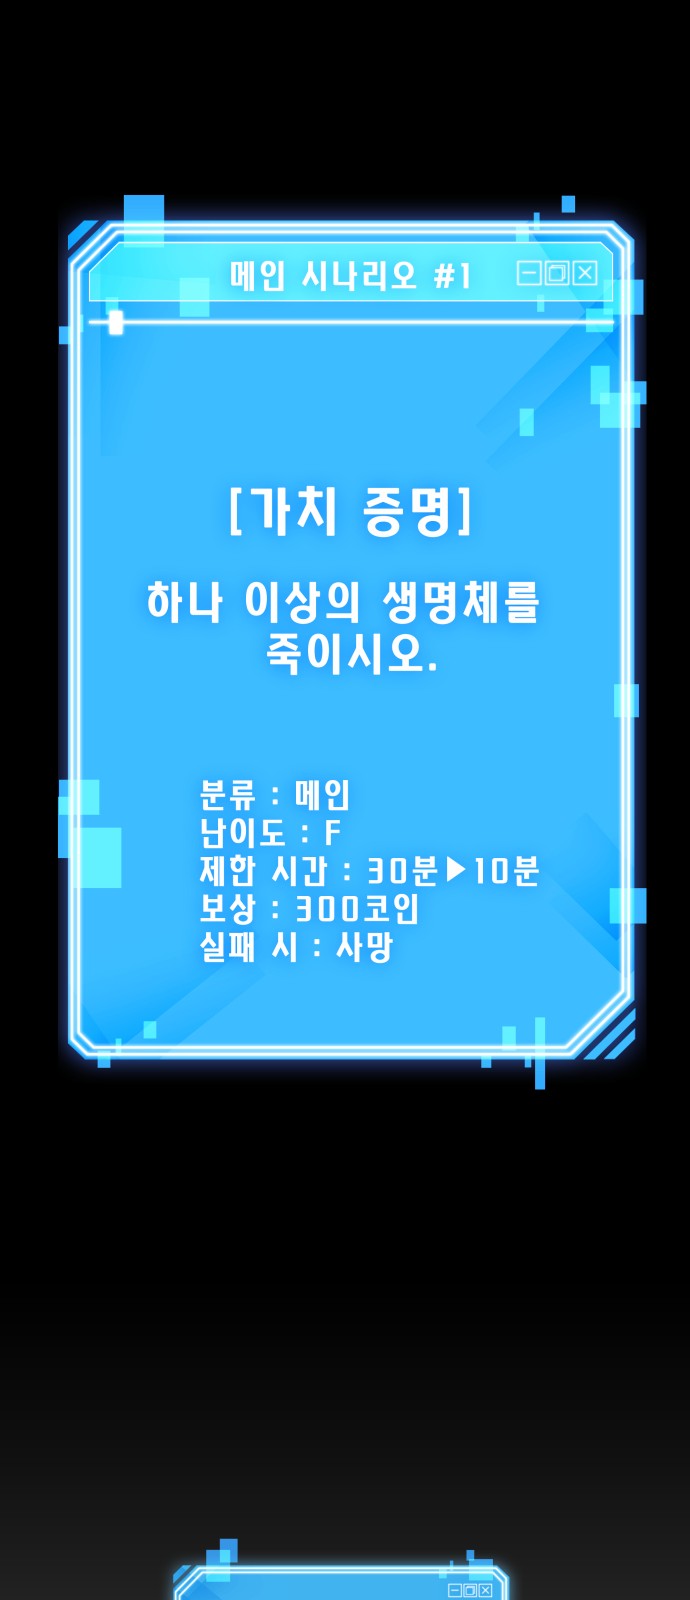 메인 시나리오 #1
[가치 증명]
하나 이상의 생명체를
죽이시오.
분류 : 메인
난이도 : F
제한 시간 : 30분▶10분
보상 : 300코인
실패 시 : 사망